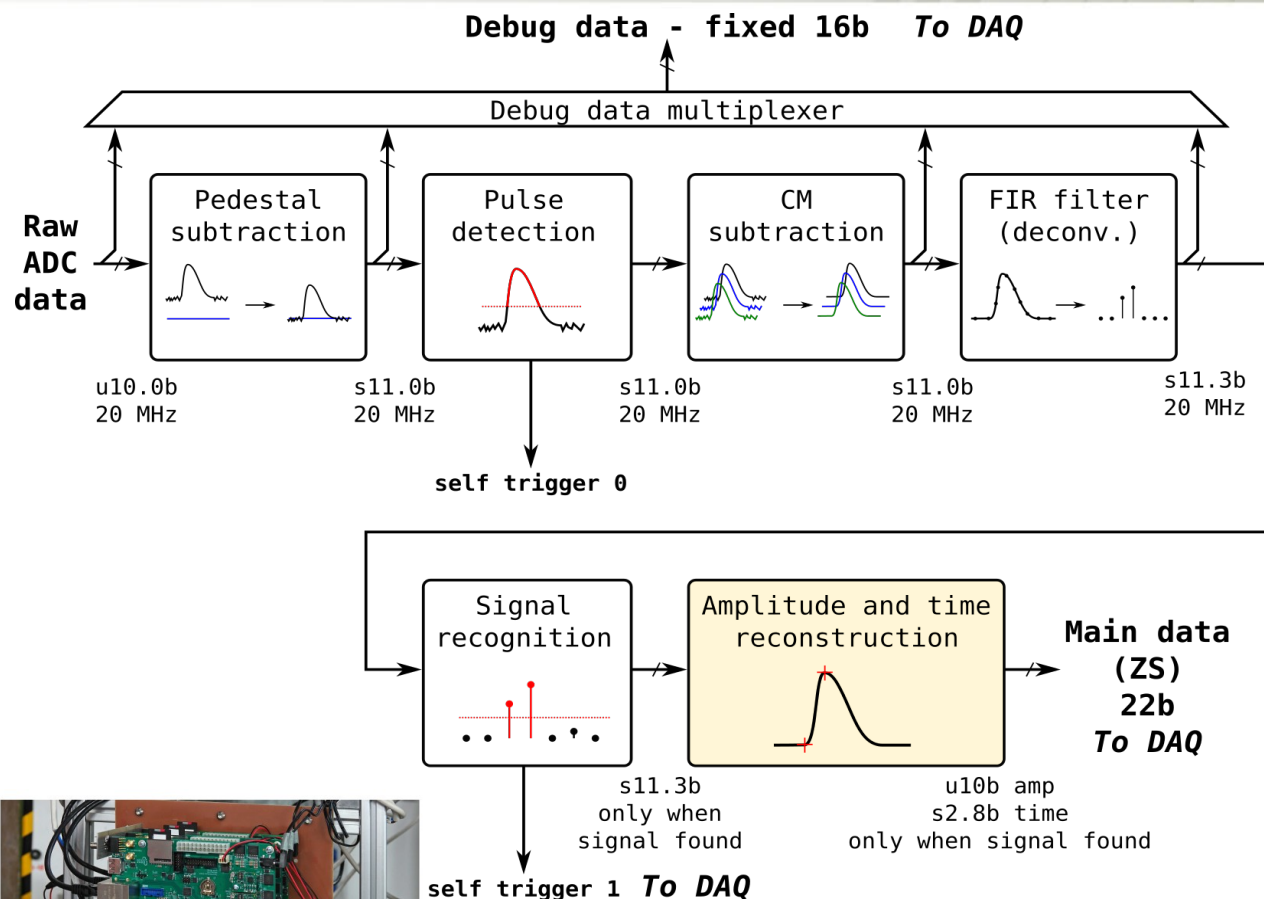 Debug data - fixed 16b To DAQ
Debug data multiplexer
Raw
ADC
data
Pedestal
subtraction
Pulse
detection
CM
subtraction
FIR filter
(deconv.)
u10.0b
20 MHz
s11.0b
20 MHz
s11.0b
20 MHz
s11.0b
20 MHz
s11.3b
20 MHz
self trigger 0
Signal
recognition
Amplitude and time
reconstruction
Main data
(ZS)
22b
To DAQ
s11.3b
only when
signal found
u10b amp
s2.8b time
only when signal found
self trigger 1 To DAQ